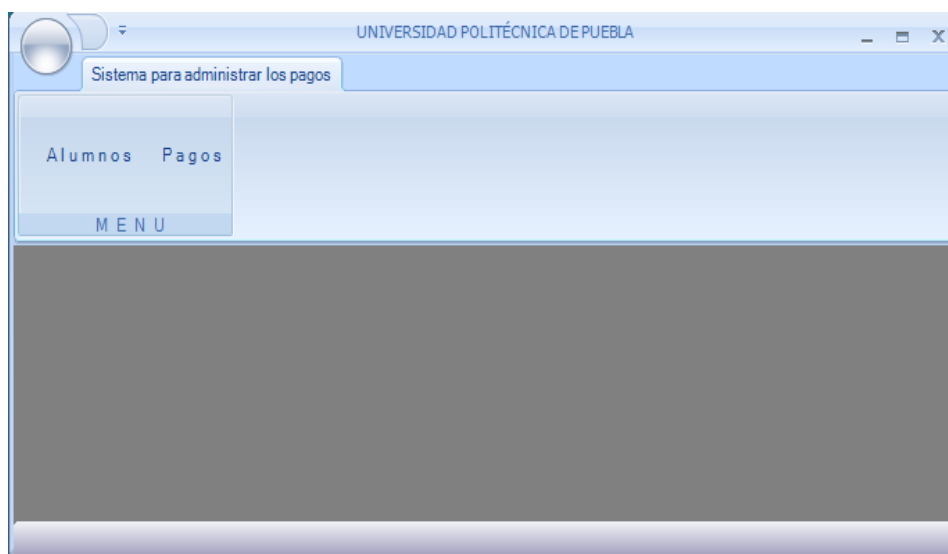 UNIVERSIDAD POLITÉCNICA DE PUEBLA
Sistema para administrar los pagos
Alumnos Pagos
MENU